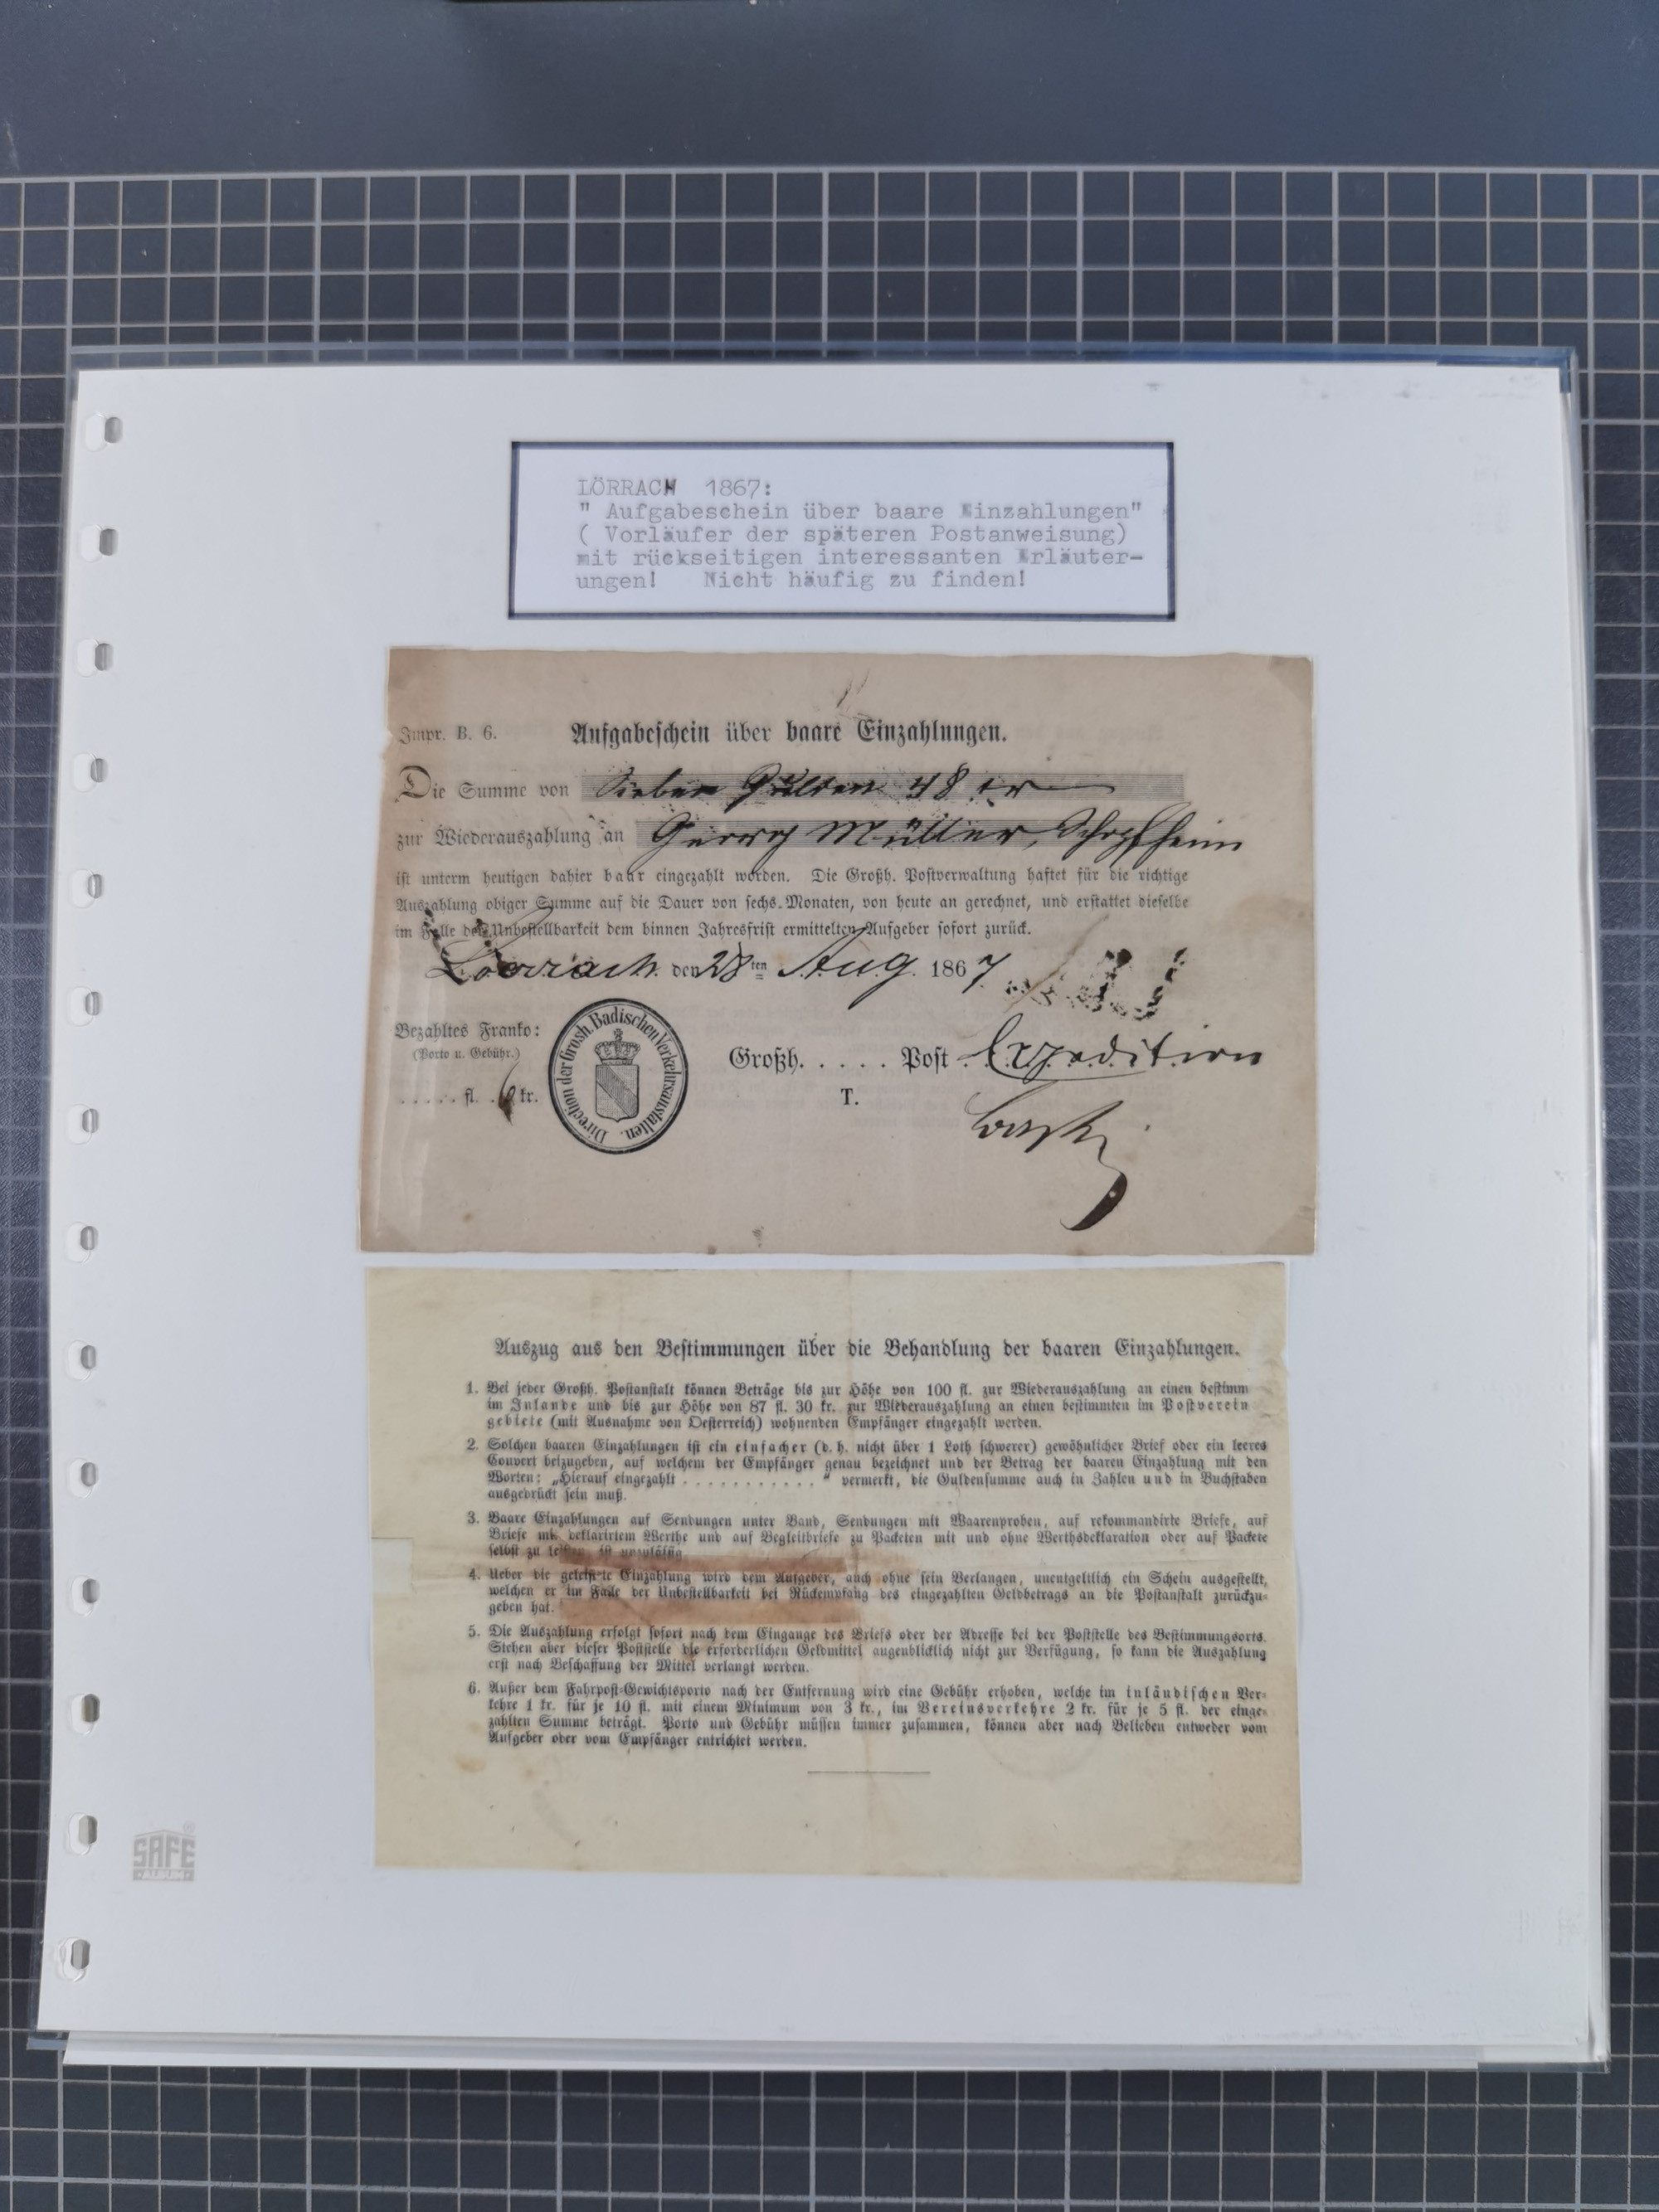 LÖRRACH 1867:
" Aufgabeschein über baare Einzahlungen"
( Vorläufer der späteren Postanweisung)
mit rückseitigen interessanten Erläuter-
ungen! Nicht häufig zu finden!
Impr. B. 6. Aufgabeschein über baare Einzahlungen.
Die Summe von Sieben Gulden 48 kr
zur Wiederauszahlung an Georg Müller, Schopfheim
ist unterm heutigen dahier baar eingezahlt worden. Die Großh. Postverwaltung haftet für die richtige
Auszahlung obiger Summe auf die Dauer von sechs Monaten, von heute an gerechnet, und erstattet dieselbe
im Falle der Unbestellbarkeit dem binnen Jahresfrist ermittelten Aufgeber sofort zurück.
Lörrach den 28ten Aug. 1867.
Bezahltes Franko:
(Porto u. Gebühr.)
. . . . . fl. . 6 kr.
Direction der Grosh. Badischen Verkehrsanstalten.
Großh. . . . . . Post Expedition
T.
Auszug aus den Bestimmungen über die Behandlung der baaren Einzahlungen.
1. Bei jeder Großh. Postanstalt können Beträge bis zur Höhe von 100 fl. zur Wiederauszahlung an einen bestimm
im Inlande und bis zur Höhe von 87 fl. 30 kr. zur Wiederauszahlung an einen bestimmten im Postverein
gebiete (mit Ausnahme von Oesterreich) wohnenden Empfänger eingezahlt werden.
2. Solchen baaren Einzahlungen ist ein einfacher (d. h. nicht über 1 Loth schwerer) gewöhnlicher Brief oder ein leeres
Couvert beizugeben, auf welchem der Empfänger genau bezeichnet und der Betrag der baaren Einzahlung mit den
Worten: „Hierauf eingezahlt . . . . . . . . . . . “ vermerkt, die Guldensumme auch in Zahlen und in Buchstaben
ausgedrückt sein muß.
3. Baare Einzahlungen auf Sendungen unter Band, Sendungen mit Waarenproben, auf rekommandirte Briefe, auf
Briefe mit deklarirtem Werthe und auf Begleitbriefe zu Packeten mit und ohne Werthsdeklaration oder auf Packete
selbst zu leisten, ist unzulässig.
4. Ueber die geleistete Einzahlung wird dem Aufgeber, auch ohne sein Verlangen, unentgeltlich ein Schein ausgestellt,
welchen er im Falle der Unbestellbarkeit bei Rückempfang des eingezahlten Geldbetrags an die Postanstalt zurückzu-
geben hat.
5. Die Auszahlung erfolgt sofort nach dem Eingange des Briefs oder der Adresse bei der Poststelle des Bestimmungsorts.
Stehen aber dieser Poststelle die erforderlichen Geldmittel augenblicklich nicht zur Verfügung, so kann die Auszahlung
erst nach Beschaffung der Mittel verlangt werden.
6. Außer dem Fahrpost-Gewichtsporto nach der Entfernung wird eine Gebühr erhoben, welche im inländischen Ver-
kehre 1 kr. für je 10 fl. mit einem Minimum von 3 kr., im Vereinsverkehre 2 kr. für je 5 fl. der einge-
zahlten Summe beträgt. Porto und Gebühr müssen immer zusammen, können aber nach Belieben entweder vom
Aufgeber oder vom Empfänger entrichtet werden.
SAFE
ALBUM